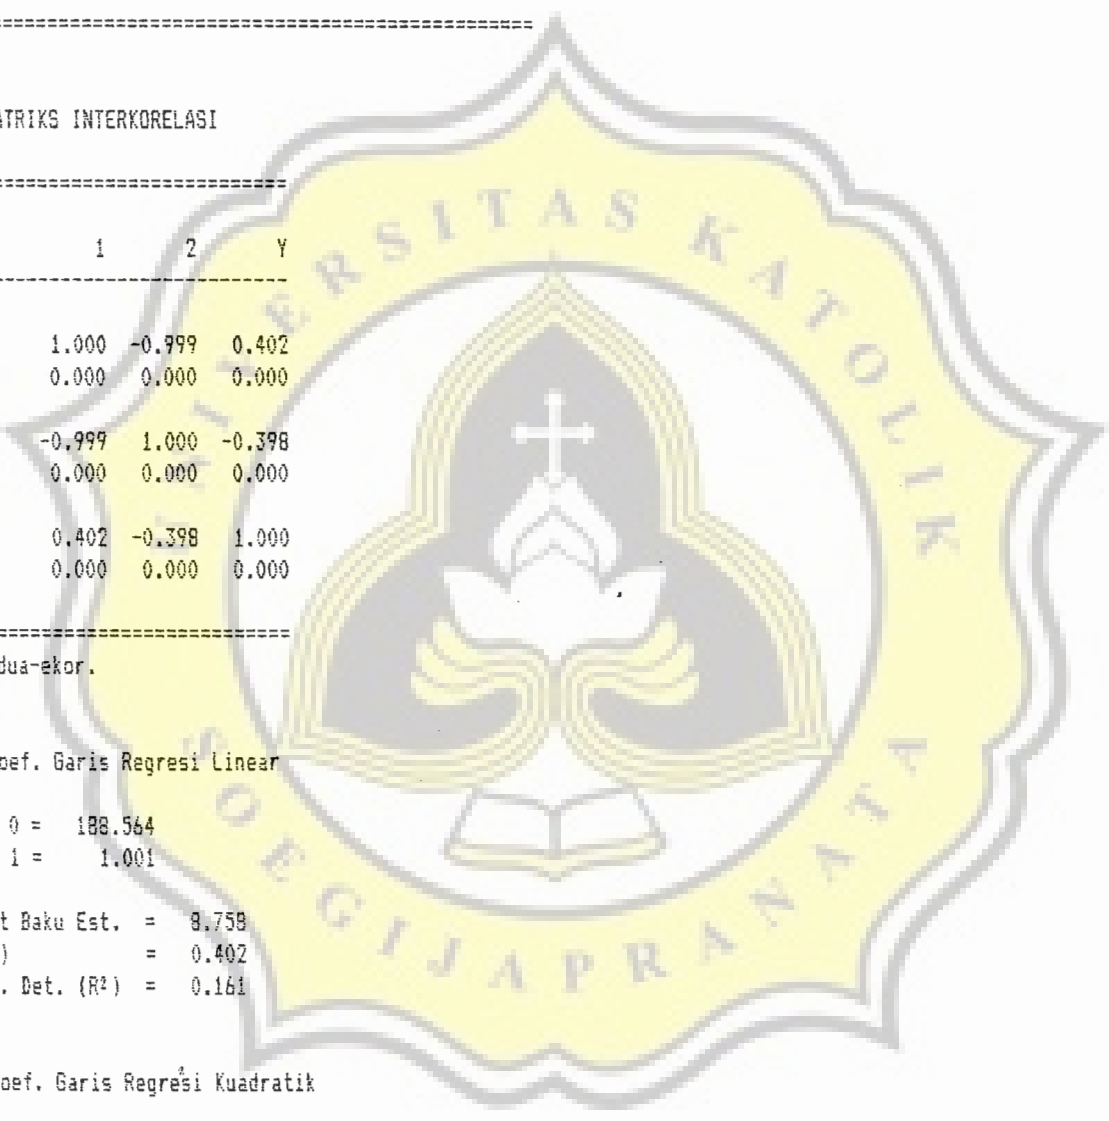 =====================================================
ATRIKS INTERKORELASI
=============================
1 2 Y
-----------------------------
1.000 -0.999 0.402
0.000 0.000 0.000
-0.999 1.000 -0.398
0.000 0.000 0.000
0.402 -0.398 1.000
0.000 0.000 0.000
=============================
dua-ekor.
oef. Garis Regresi Linear
0 = 188.564
1 = 1.001
t Baku Est. = 8.758
) = 0.402
. Det. (R²) = 0.161
oef. Garis Regresi Kuadratik
UNIVERSITAS KATOLIK
SOEGIJAPRANATA